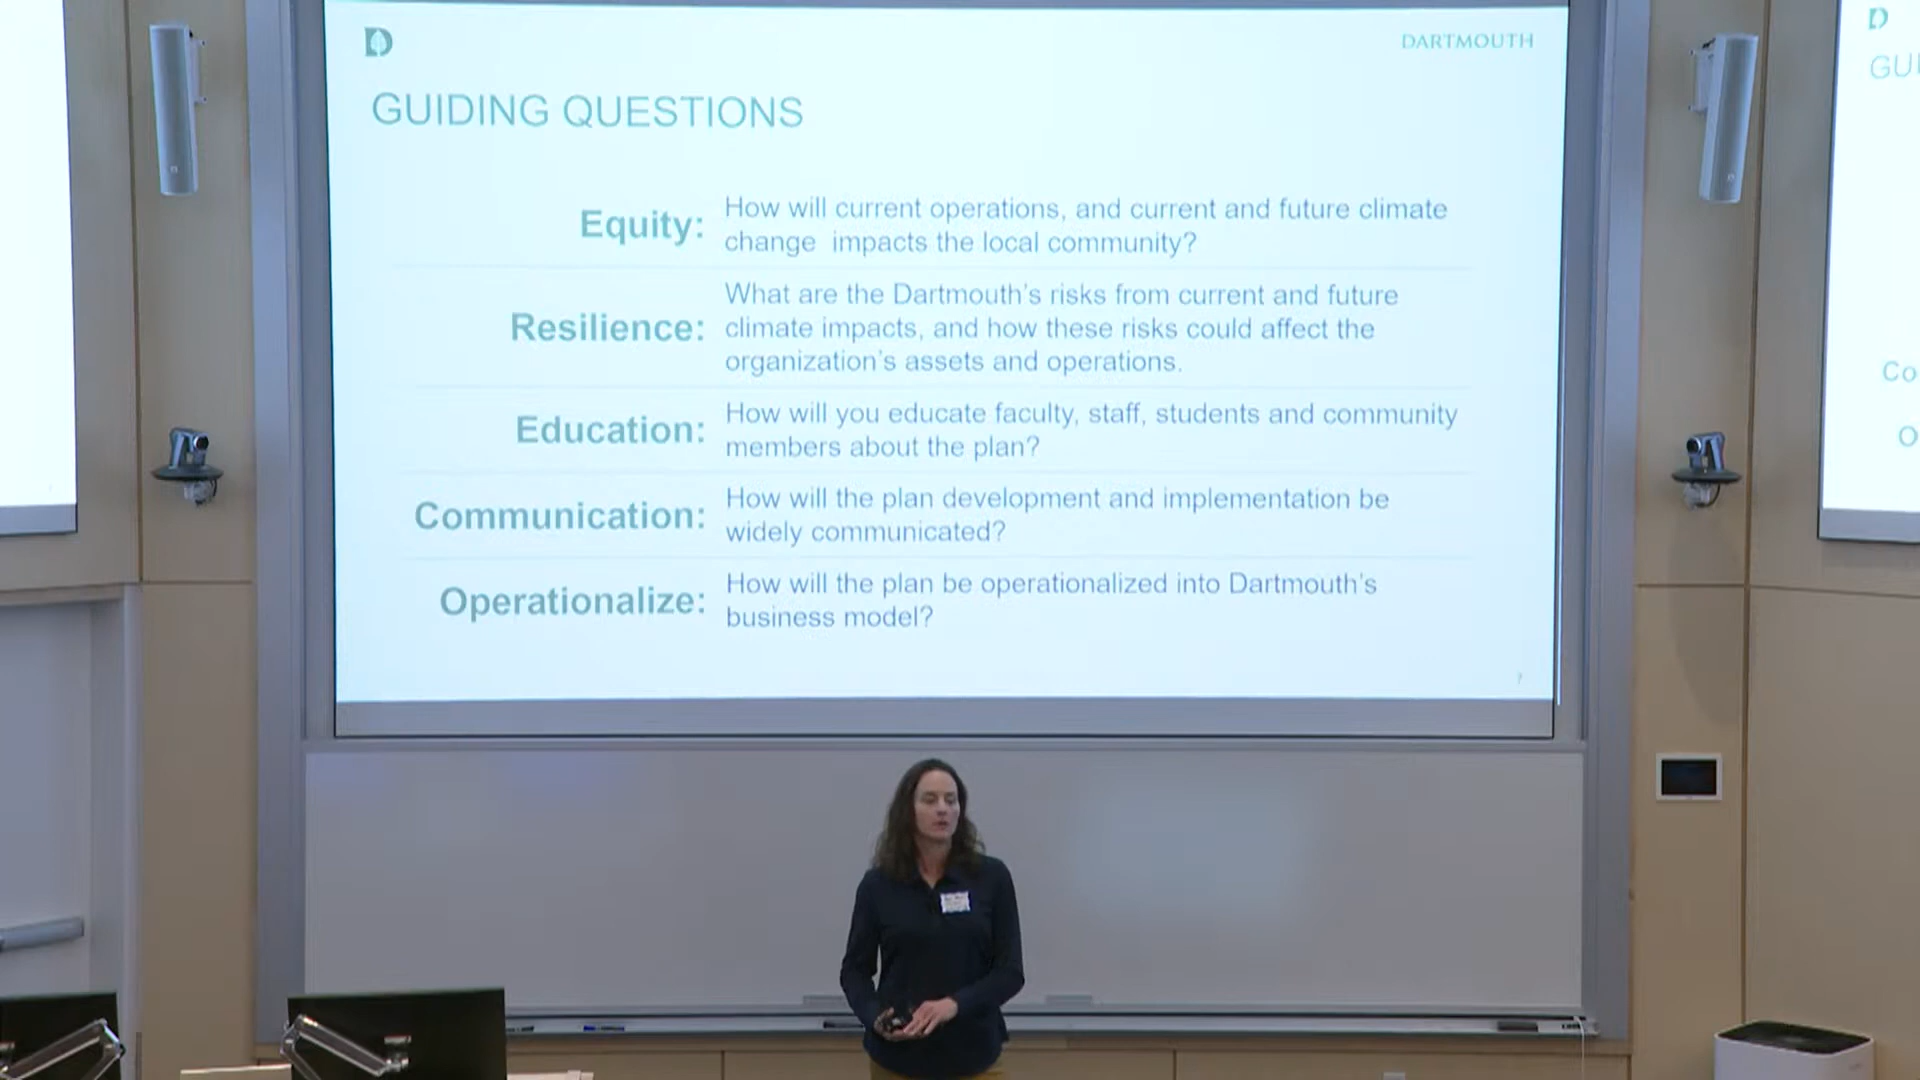 D
DARTMOUTH
GUIDING QUESTIONS
Equity:
How will current operations, and current and future climate
change impacts the local community?
Resilience:
What are the Dartmouth's risks from current and future
climate impacts, and how these risks could affect the
organization's assets and operations.
Education:
How will you educate faculty, staff, students and community
members about the plan?
Communication:
How will the plan development and implementation be
widely communicated?
Operationalize:
How will the plan be operationalized into Dartmouth's
business model?
D
GUI
Co
O